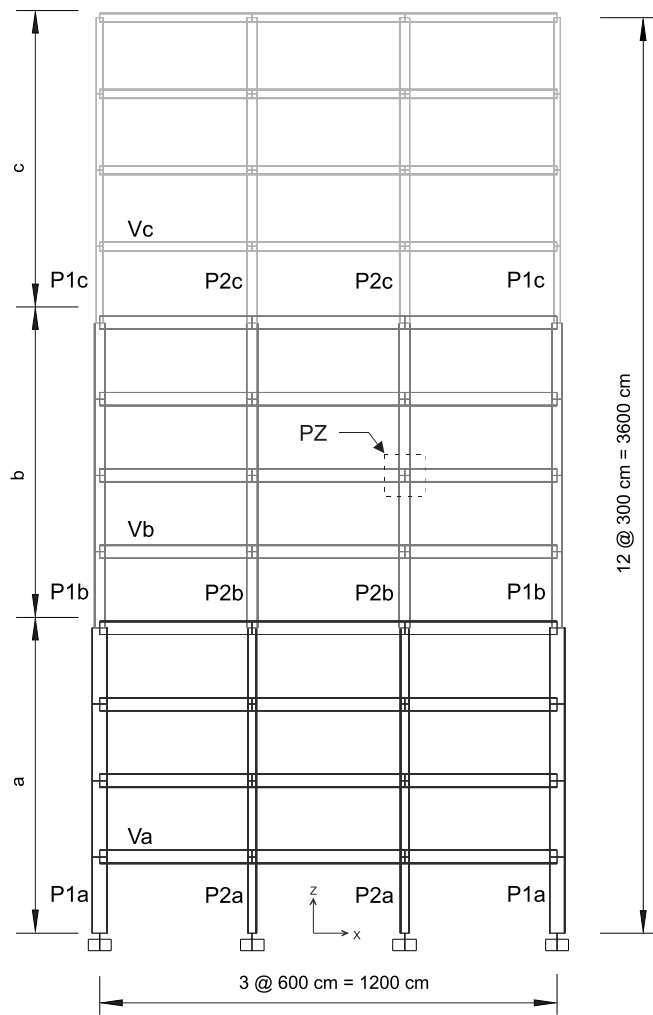 c
Vc
P1c
P2c
P2c
P1c
PZ
12 @ 300 cm = 3600 cm
b
Vb
P1b
P2b
P2b
P1b
a
Va
P1a
P2a
Z
P2a
P1a
X
3 @ 600 cm = 1200 cm